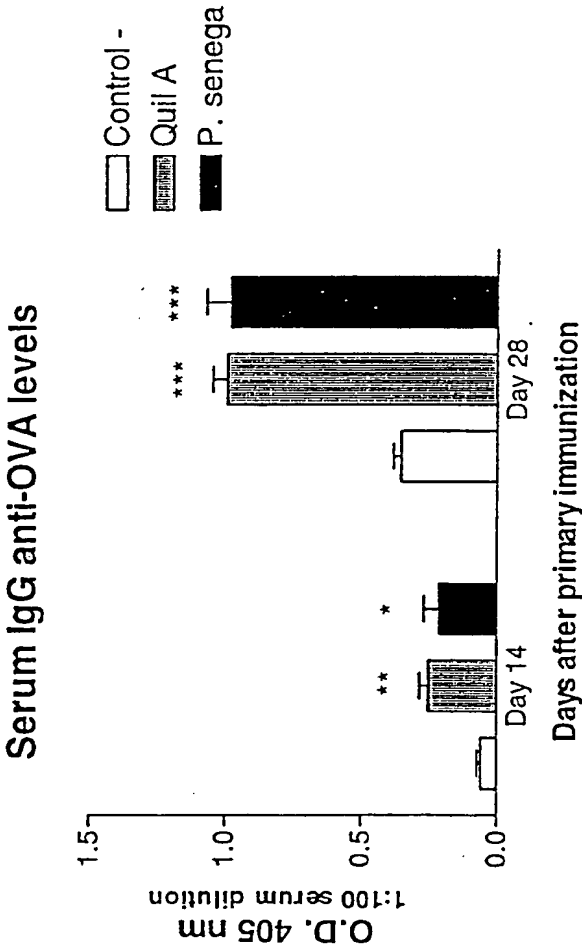 Serum IgG anti-OVA levels
Control -
Quil A
P. senega
O.D. 405 nm
1:100 serum dilution
1.5
1.0
0.5
0.0
**
*
***
***
Day 14
Day 28
Days after primary immunization